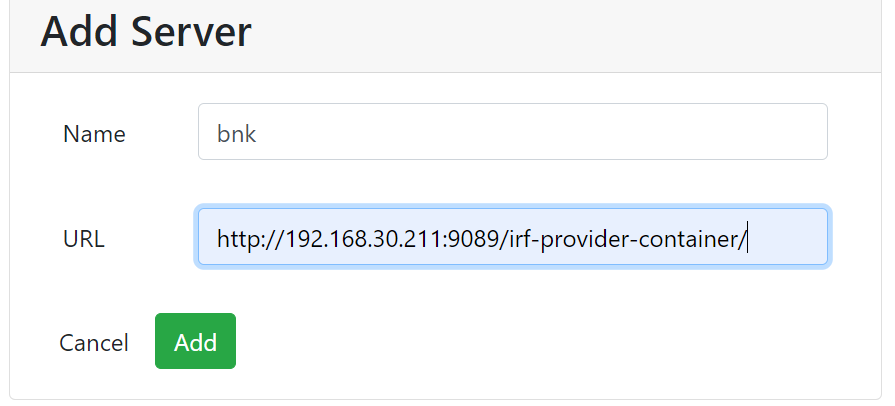 Add Server
Name bnk
URL http://192.168.30.211:9089/irf-provider-container/
Cancel Add